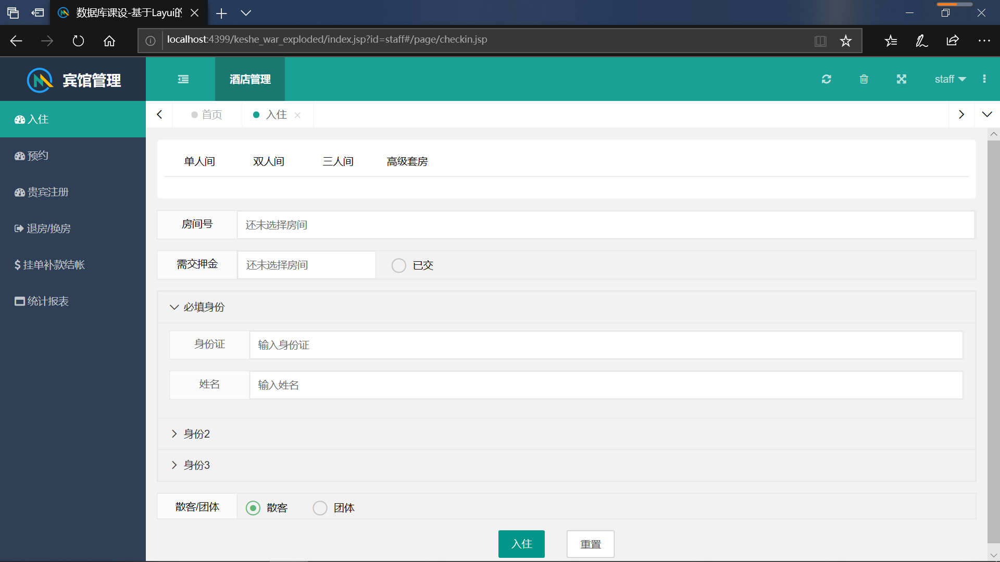 数据库课设-基于Layui的
localhost:4399/keshe_war_exploded/index.jsp?id=staff#/page/checkin.jsp
宾馆管理
酒店管理
staff
入住
预约
贵宾注册
退房/换房
挂单补款结帐
统计报表
首页
入住
单人间 双人间 三人间 高级套房
房间号 还未选择房间
需交押金 还未选择房间 已交
必填身份
身份证 输入身份证
姓名 输入姓名
身份2
身份3
散客/团体 散客 团体
入住 重置